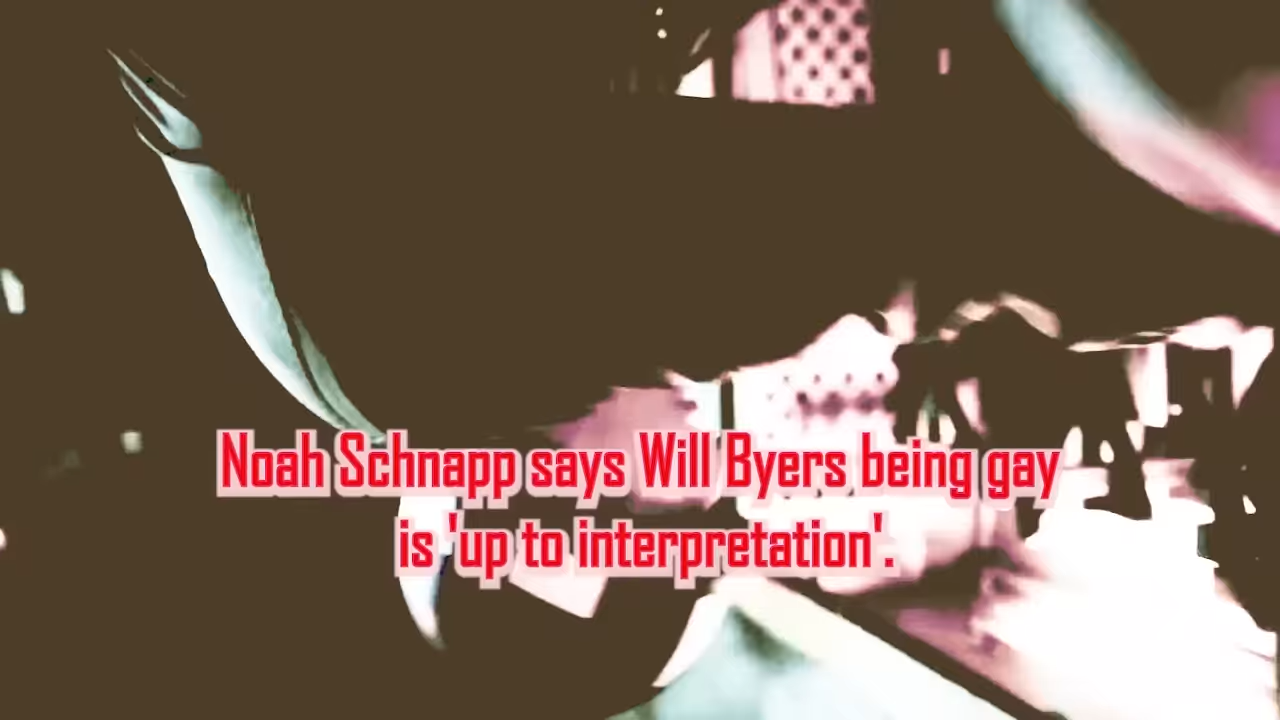 Noah Schnapp says Will Byers being gay
is 'up to interpretation'.